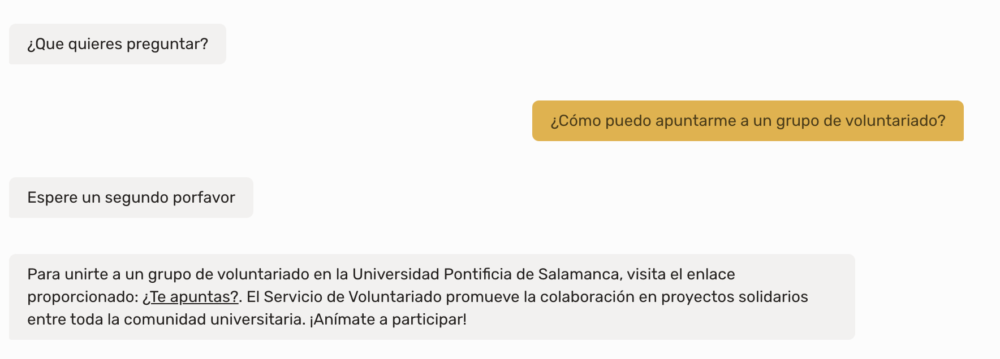 ¿Que quieres preguntar?
¿Cómo puedo apuntarme a un grupo de voluntariado?
Espere un segundo porfavor
Para unirte a un grupo de voluntariado en la Universidad Pontificia de Salamanca, visita el enlace
proporcionado: ¿Te apuntas?. El Servicio de Voluntariado promueve la colaboración en proyectos solidarios
entre toda la comunidad universitaria. ¡Anímate a participar!